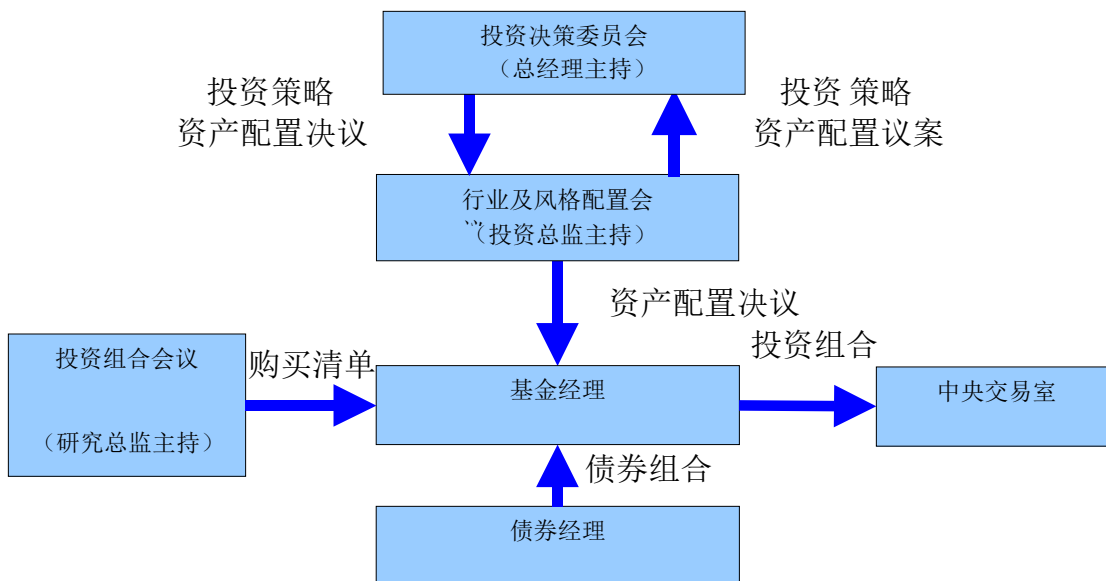 投资决策委员会
（总经理主持）
投资策略
资产配置决议
投资 策略
资产配置议案
行业及风格配置会
（投资总监主持）
资产配置决议
投资组合会议
（研究总监主持）
购买清单
基金经理
投资组合
中央交易室
债券组合
债券经理